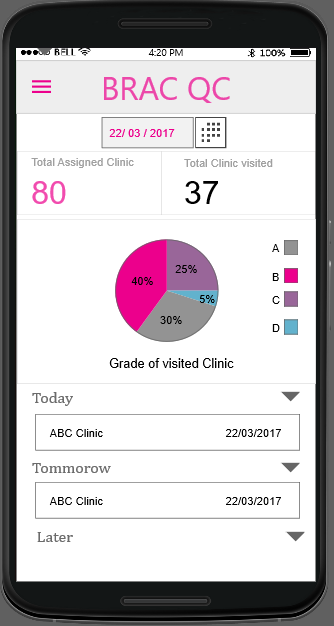 BELL 4:20 PM 100%
BRAC QC
22/ 03 / 2017
Total Assigned Clinic Total Clinic visited
80 37
25%
40% 5%
30%
A
B
C
D
Grade of visited Clinic
Today
ABC Clinic 22/03/2017
Tommorow
ABC Clinic 22/03/2017
Later